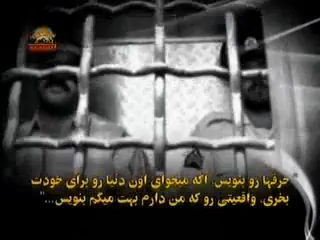 "حرفها رو بنویس. اگه میخوای اون دنیا رو برای خودت
بخری. واقعیتی رو که من دارم بهت میگم بنویس..."